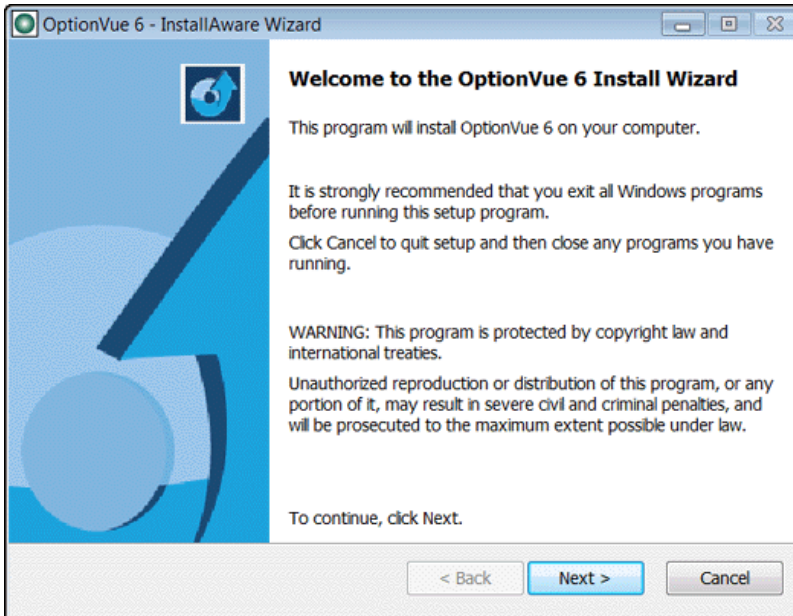 OptionVue 6 - InstallAware Wizard
Welcome to the OptionVue 6 Install Wizard
This program will install OptionVue 6 on your computer.
It is strongly recommended that you exit all Windows programs
before running this setup program.
Click Cancel to quit setup and then close any programs you have
running.
WARNING: This program is protected by copyright law and
international treaties.
Unauthorized reproduction or distribution of this program, or any
portion of it, may result in severe civil and criminal penalties, and
will be prosecuted to the maximum extent possible under law.
To continue, click Next.
< Back Next > Cancel